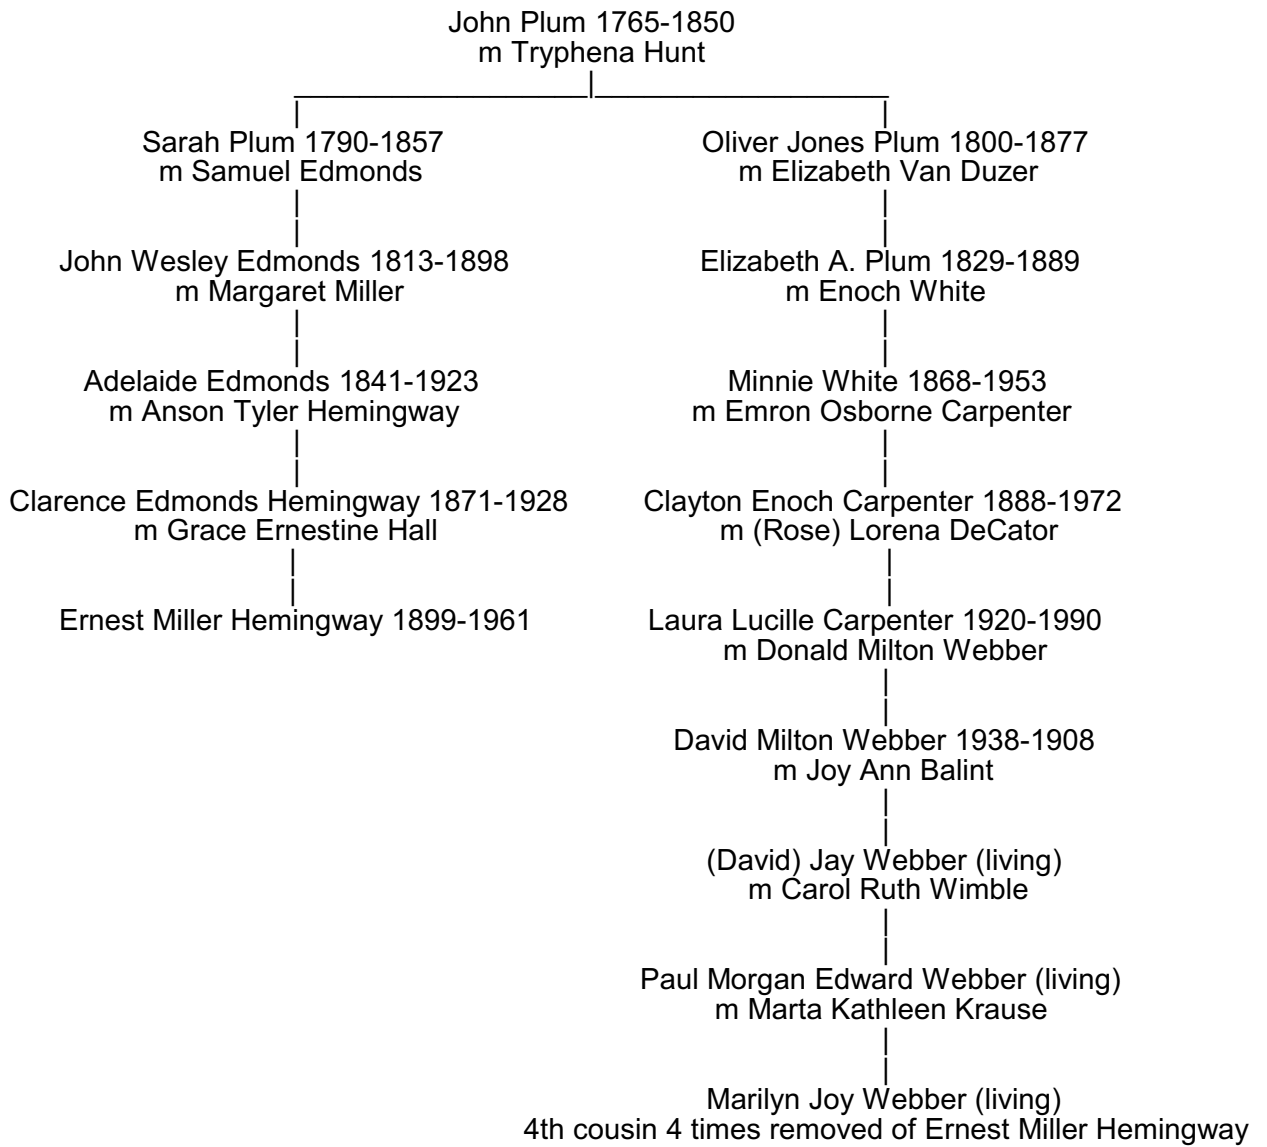 John Plum 1765-1850
m Tryphena Hunt
Sarah Plum 1790-1857
m Samuel Edmonds
Oliver Jones Plum 1800-1877
m Elizabeth Van Duzer
John Wesley Edmonds 1813-1898
m Margaret Miller
Elizabeth A. Plum 1829-1889
m Enoch White
Adelaide Edmonds 1841-1923
m Anson Tyler Hemingway
Minnie White 1868-1953
m Emron Osborne Carpenter
Clarence Edmonds Hemingway 1871-1928
m Grace Ernestine Hall
Clayton Enoch Carpenter 1888-1972
m (Rose) Lorena DeCator
Ernest Miller Hemingway 1899-1961
Laura Lucille Carpenter 1920-1990
m Donald Milton Webber
David Milton Webber 1938-1908
m Joy Ann Balint
(David) Jay Webber (living)
m Carol Ruth Wimble
Paul Morgan Edward Webber (living)
m Marta Kathleen Krause
Marilyn Joy Webber (living)
4th cousin 4 times removed of Ernest Miller Hemingway